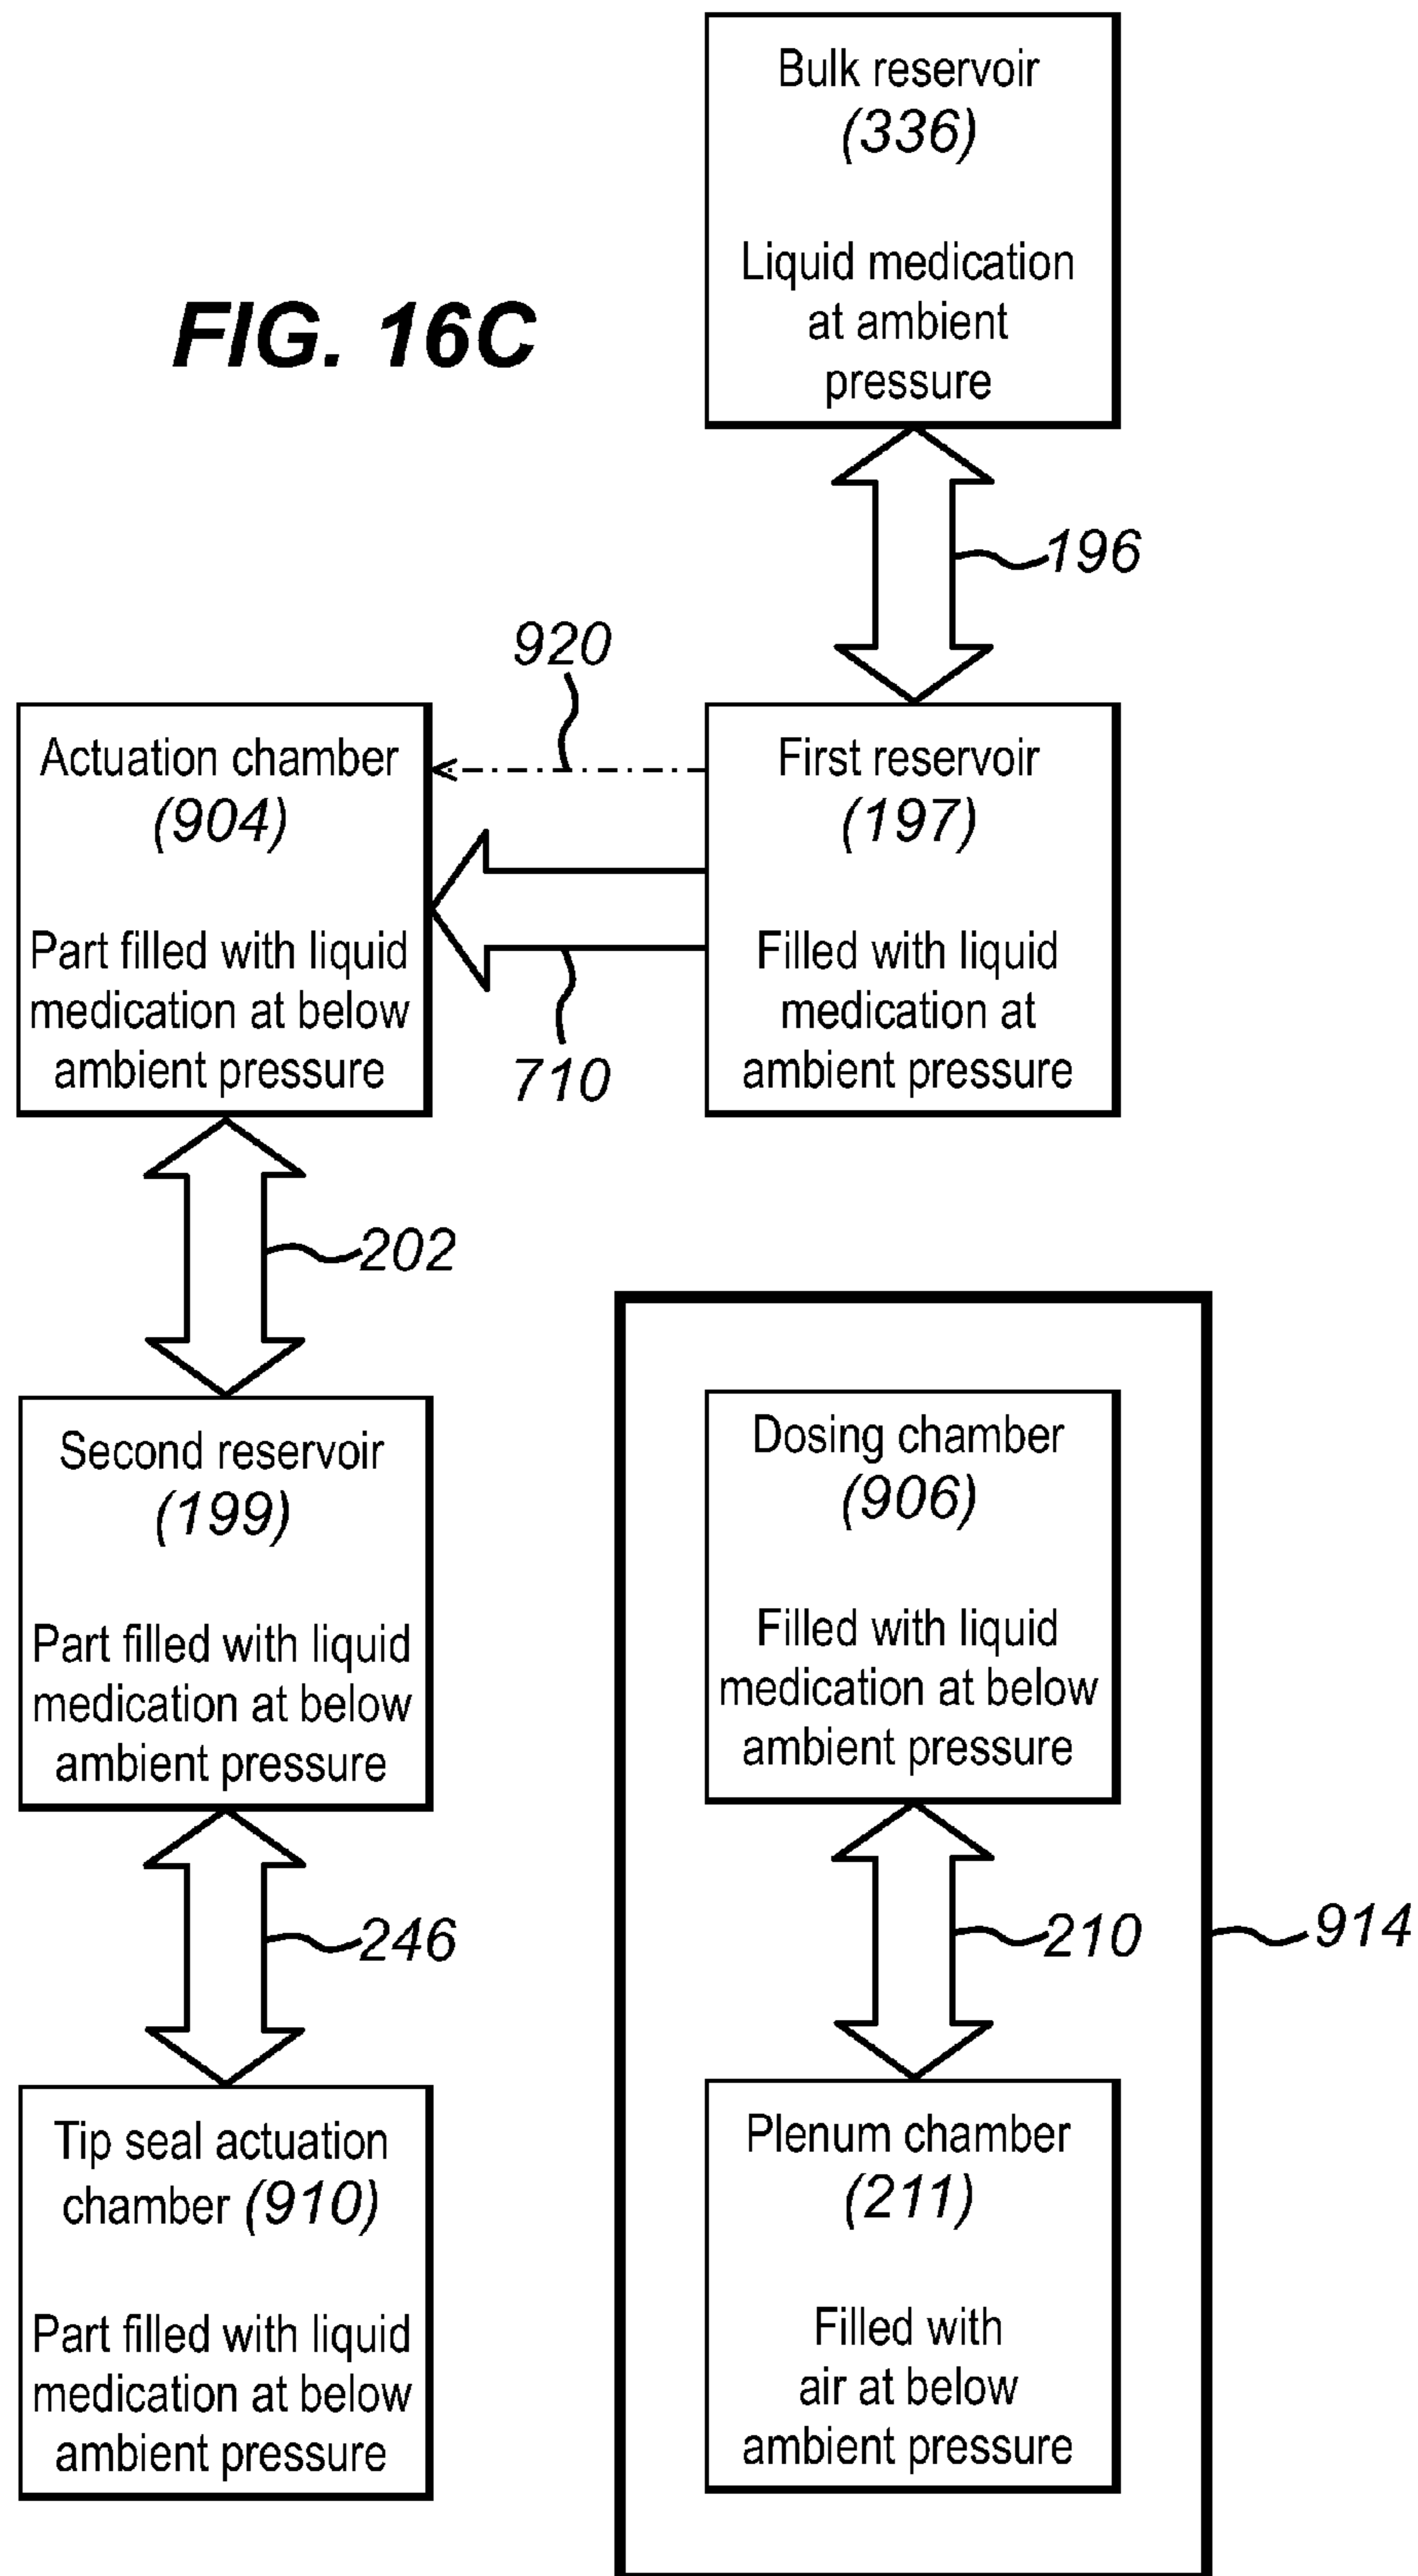 Bulk reservoir
(336)
Liquid medication
at ambient
pressure
FIG. 16C
196
920
Actuation chamber
(904)
Part filled with liquid
medication at below
ambient pressure
First reservoir
(197)
Filled with liquid
medication at
ambient pressure
710
202
Second reservoir
(199)
Part filled with liquid
medication at below
ambient pressure
Dosing chamber
(906)
Filled with liquid
medication at below
ambient pressure
246
210
914
Tip seal actuation
chamber (910)
Part filled with liquid
medication at below
ambient pressure
Plenum chamber
(211)
Filled with
air at below
ambient pressure